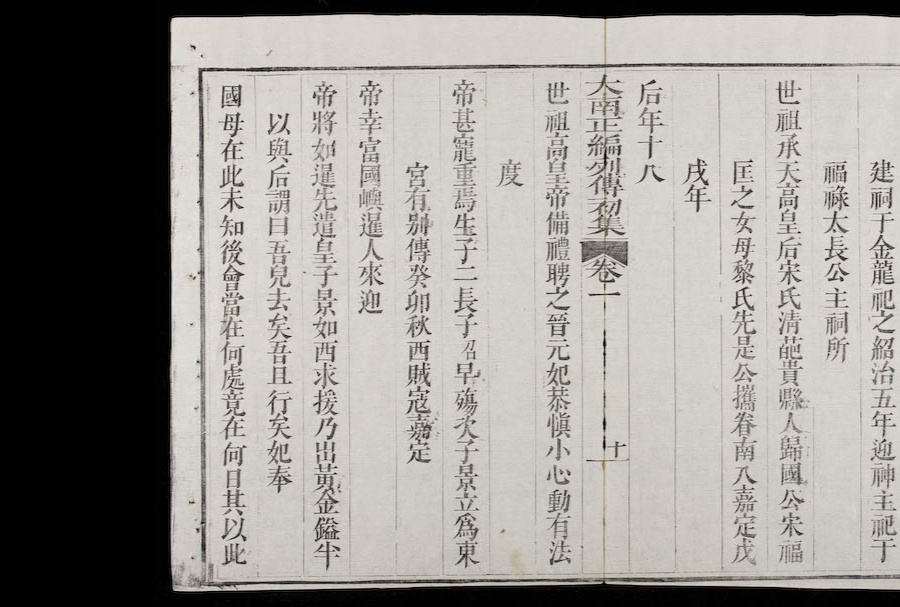 建祠于金龍祀之紹治五年迎神主祀于
福祿太長公主祠所
世祖承天高皇后宋氏清葩貴縣人歸國公宋福
匡之女母黎氏先是公攜眷南入嘉定戊
戌年
后年十八
大南正編列傳初集 卷一 十
世祖高皇帝備禮聘之晉元妃恭愼小心動有法
度
帝甚寵重焉生子二長子昭早殤次子景立爲東
宮有別傳癸卯秋西賊寇嘉定
帝幸富國嶼暹人來迎
帝將如暹先遣皇子景如西求援乃出黃金鎰半
以與后謂曰吾兒去矣吾且行矣妃奉
國母在此未知後會當在何處竟在何日其以此